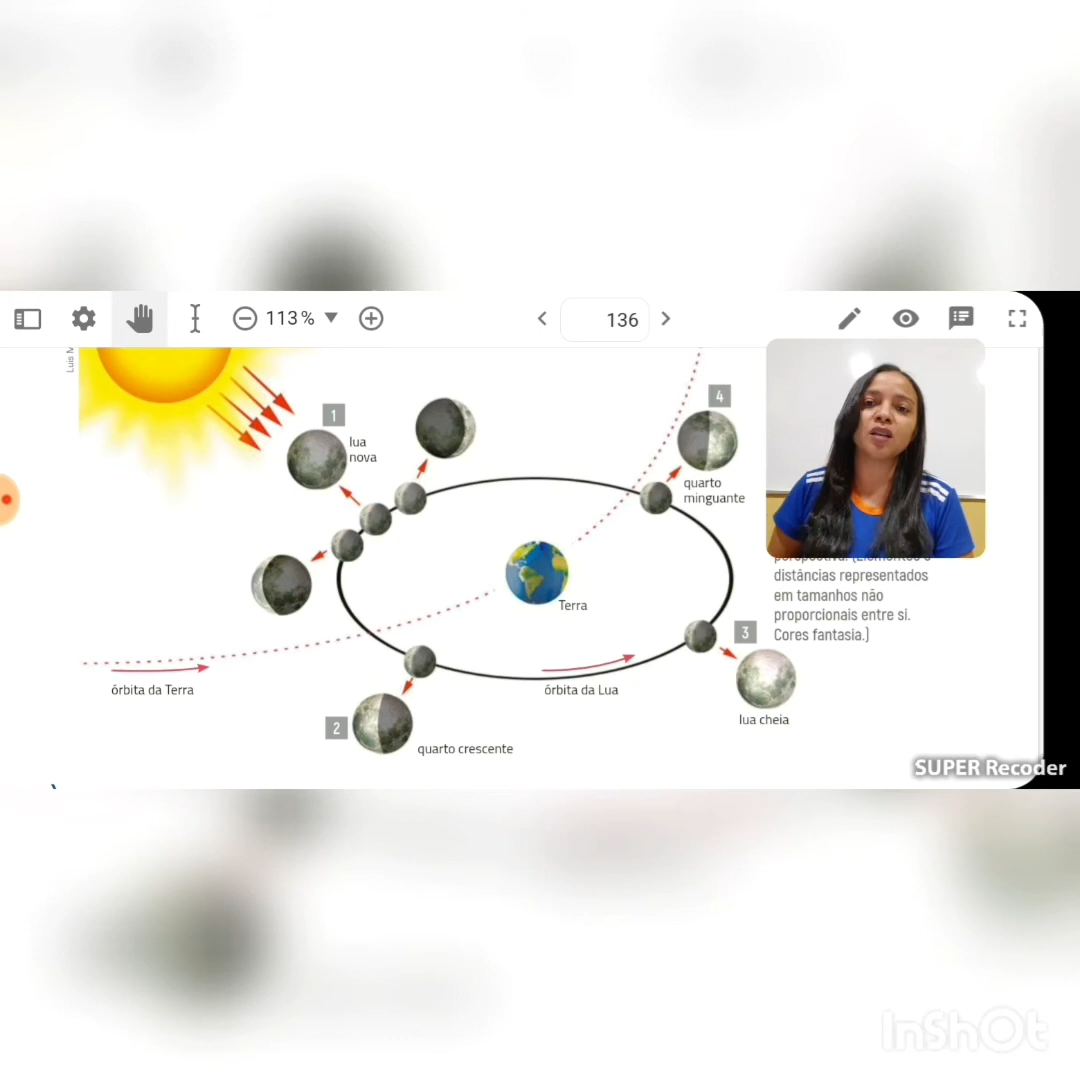 113%
136
Luis M
1
lua
nova
4
quarto
minguante
Terra
distâncias representados
em tamanhos não
proporcionais entre si.
Cores fantasia.)
3
lua cheia
órbita da Terra
órbita da Lua
2
quarto crescente
SUPER Recoder
InShOt